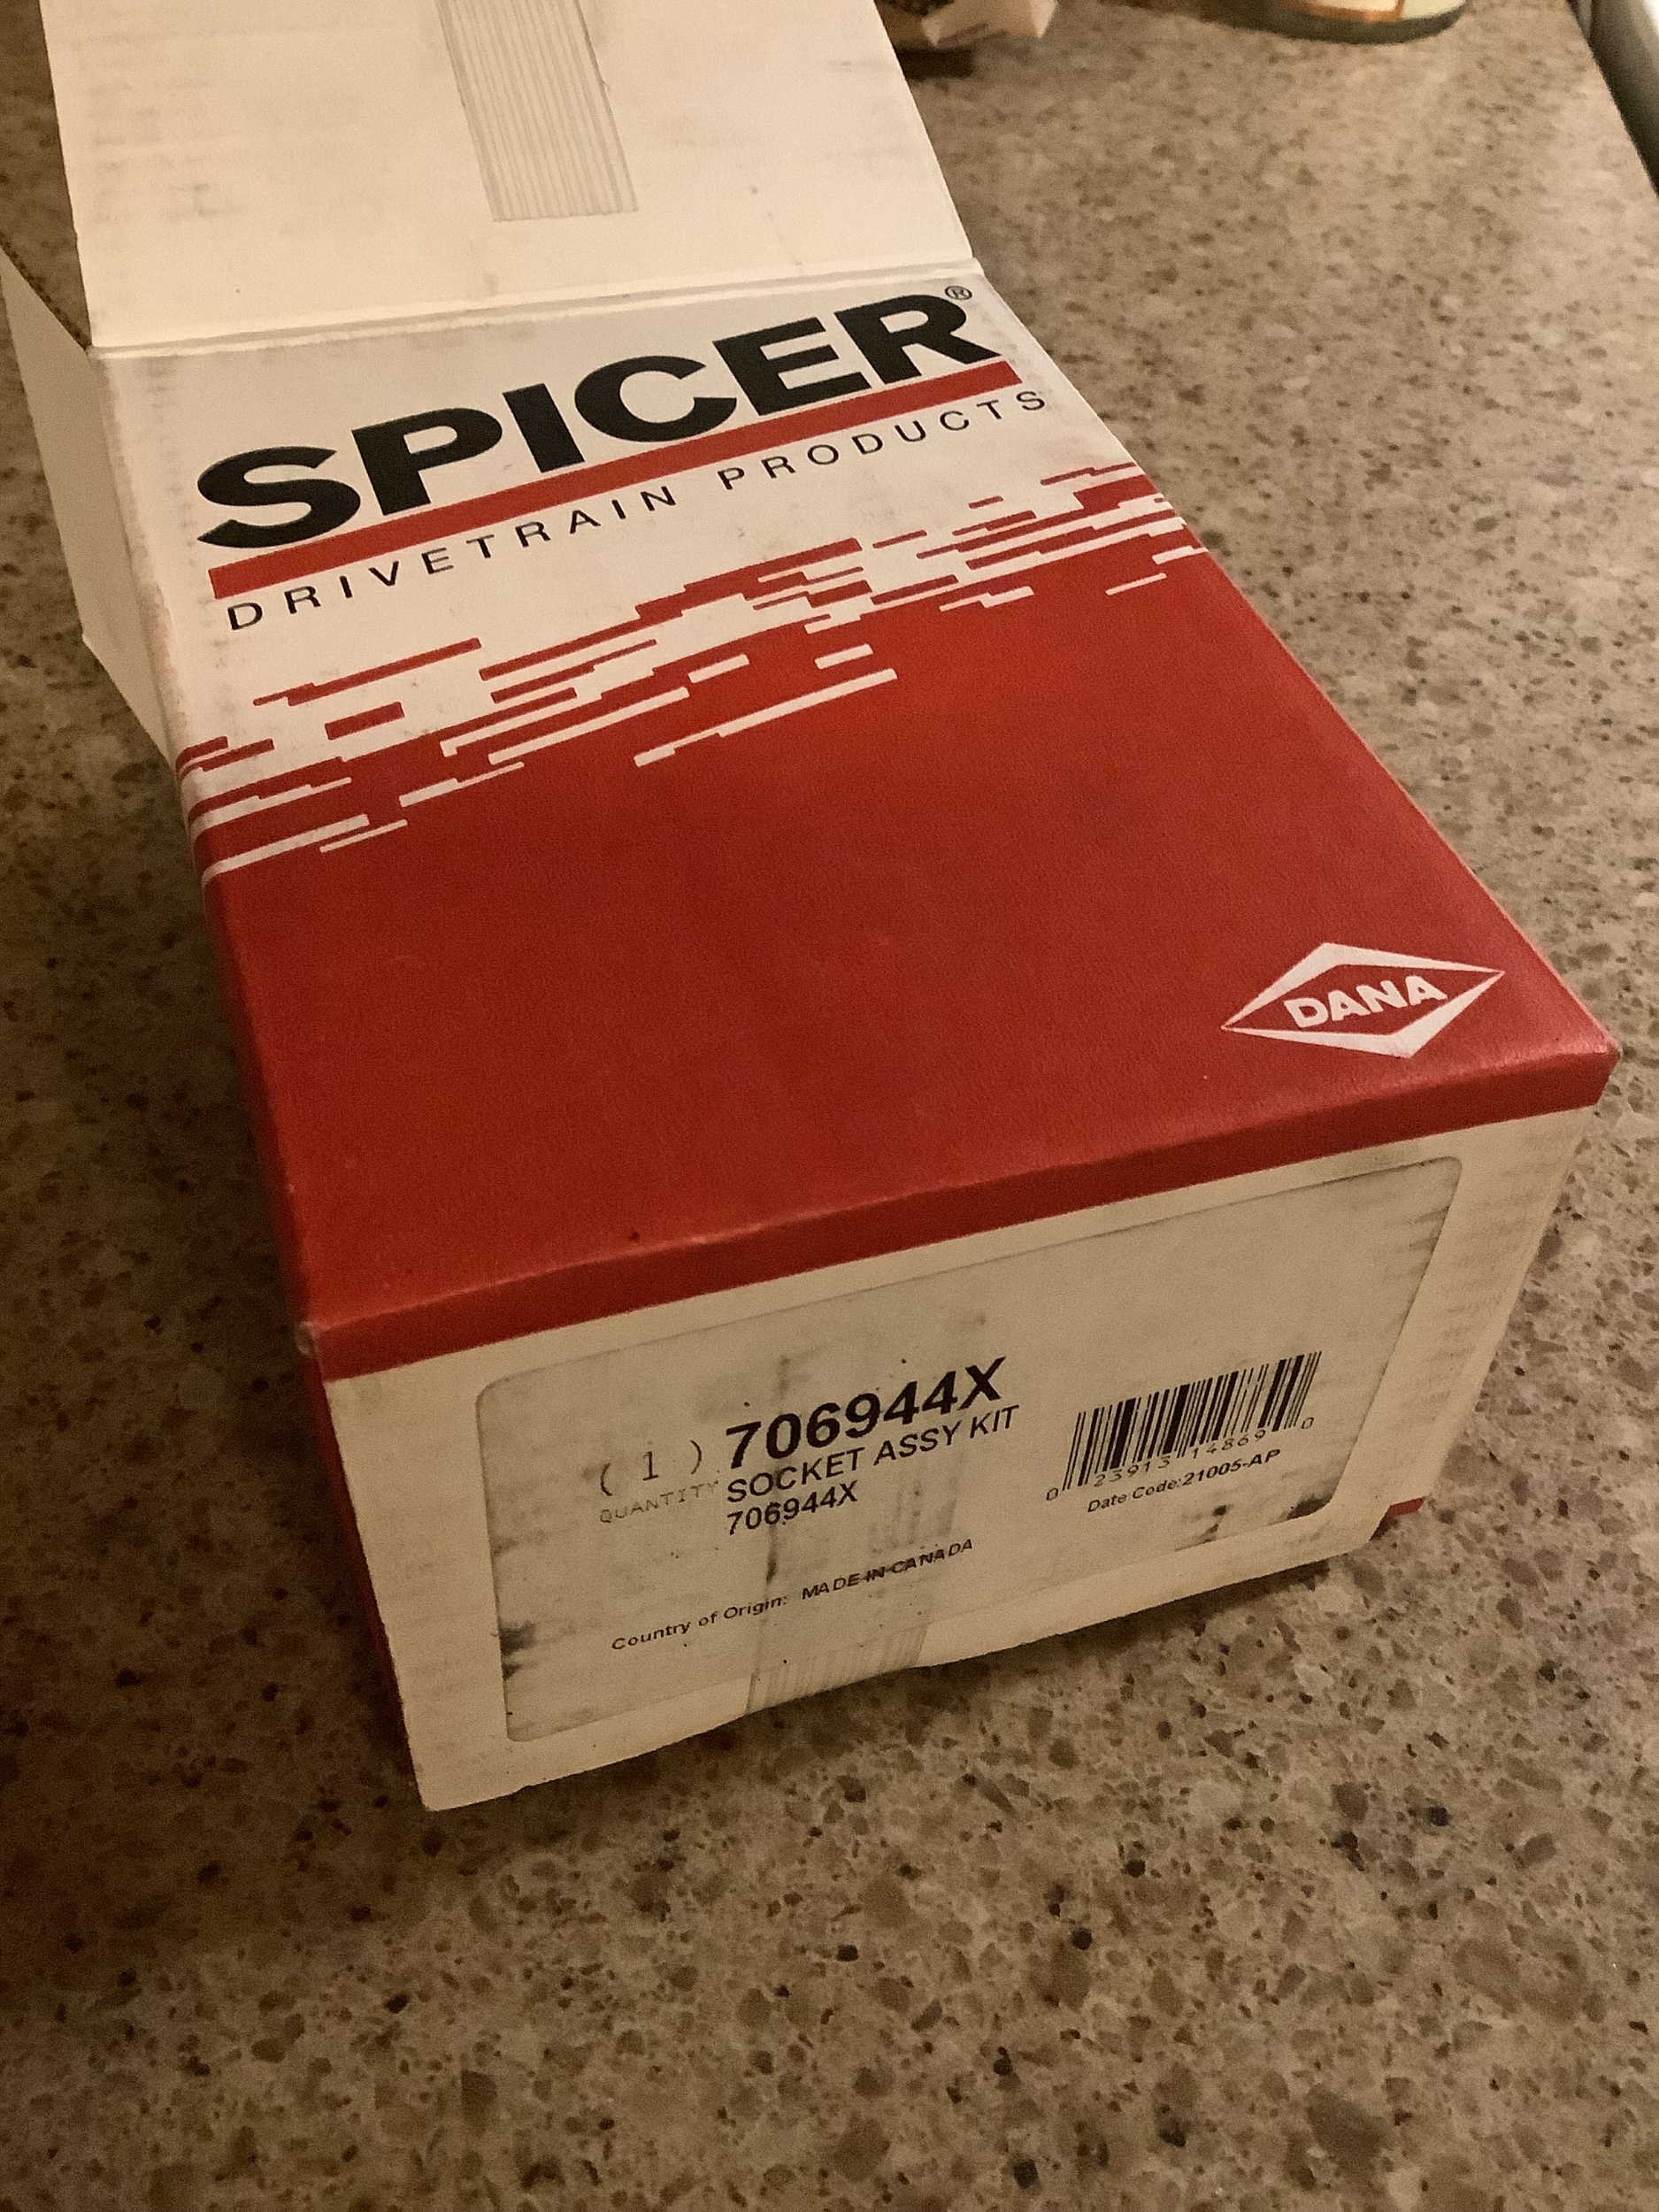 SPICER®
DRIVETRAIN PRODUCTS
DANA
( 1 ) 706944X
QUANTITY SOCKET ASSY KIT
706944X
0 23913 14869 0
Date Code:21005-AP
Country of Origin: MADE IN CANADA